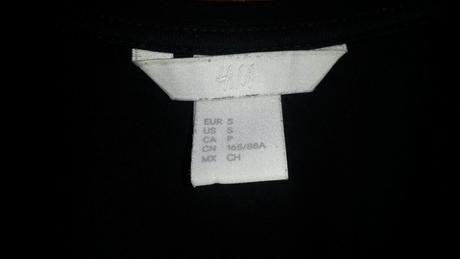 H&M
EUR S
US S
CA P
CN 165/88A
MX CH